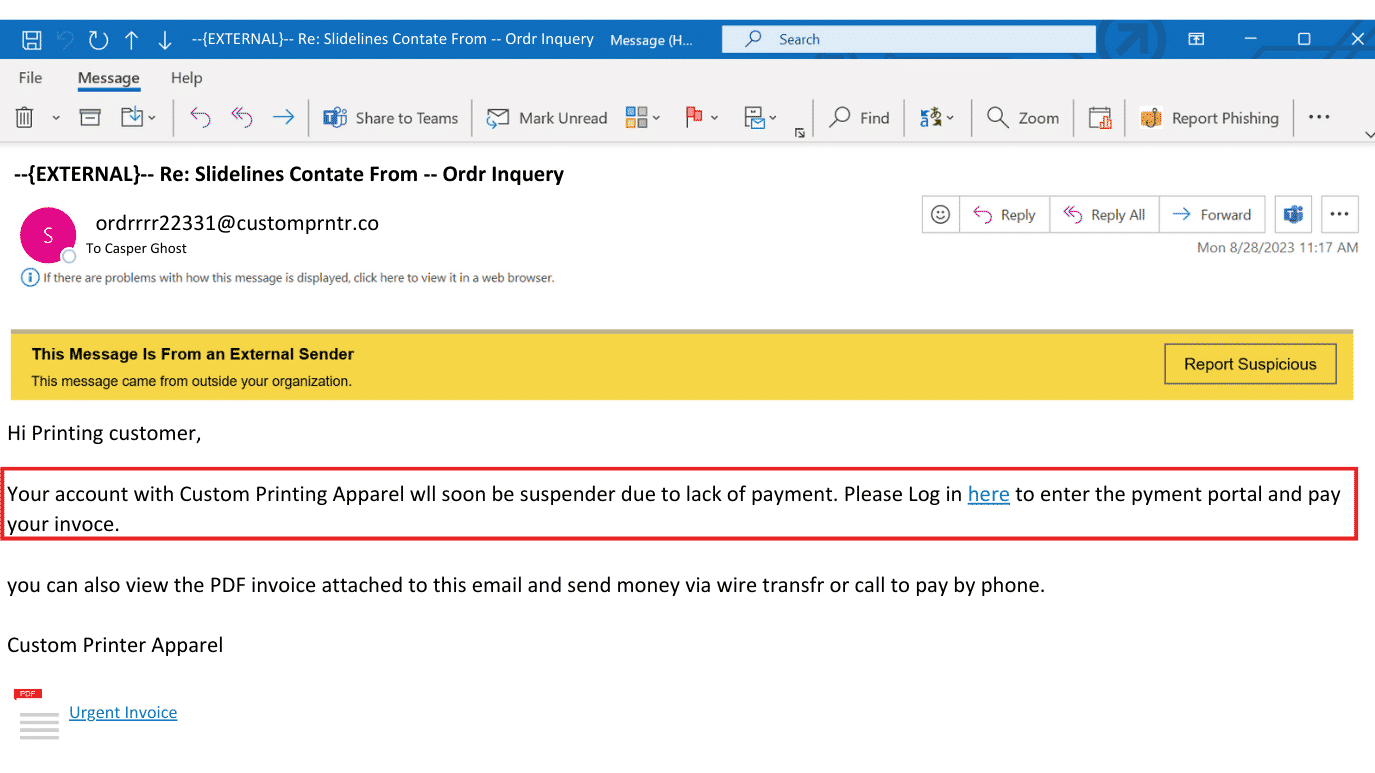 --{EXTERNAL}-- Re: Slidelines Contate From -- Ordr Inquery Message (H... Search
File Message Help
Share to Teams Mark Unread Find Zoom Report Phishing
--{EXTERNAL}-- Re: Slidelines Contate From -- Ordr Inquery
S ordrrrr22331@customprntr.co Reply Reply All Forward
To Casper Ghost Mon 8/28/2023 11:17 AM
If there are problems with how this message is displayed, click here to view it in a web browser.
This Message Is From an External Sender
This message came from outside your organization. Report Suspicious
Hi Printing customer,
Your account with Custom Printing Apparel wll soon be suspender due to lack of payment. Please Log in here to enter the pyment portal and pay
your invoce.
you can also view the PDF invoice attached to this email and send money via wire transfr or call to pay by phone.
Custom Printer Apparel
PDF
Urgent Invoice